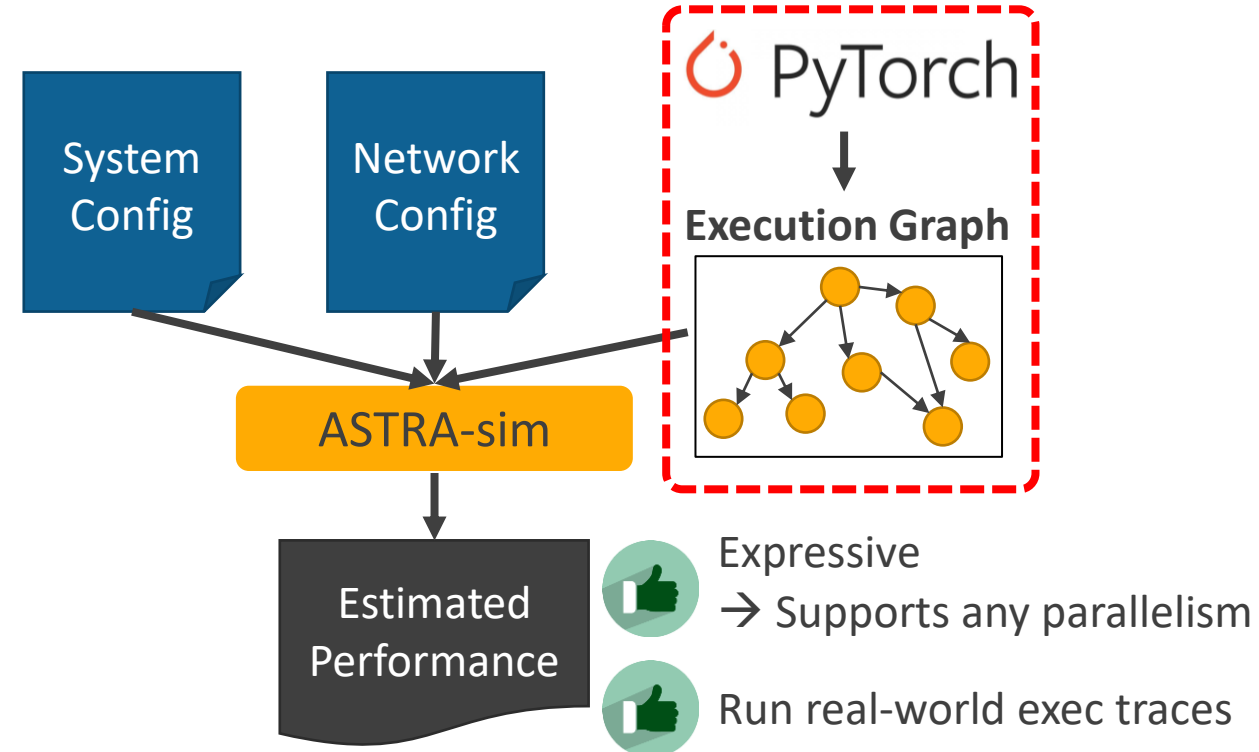 PyTorch
System
Config
Network
Config
Execution Graph
ASTRA-sim
Estimated
Performance
Expressive
→ Supports any parallelism
Run real-world exec traces